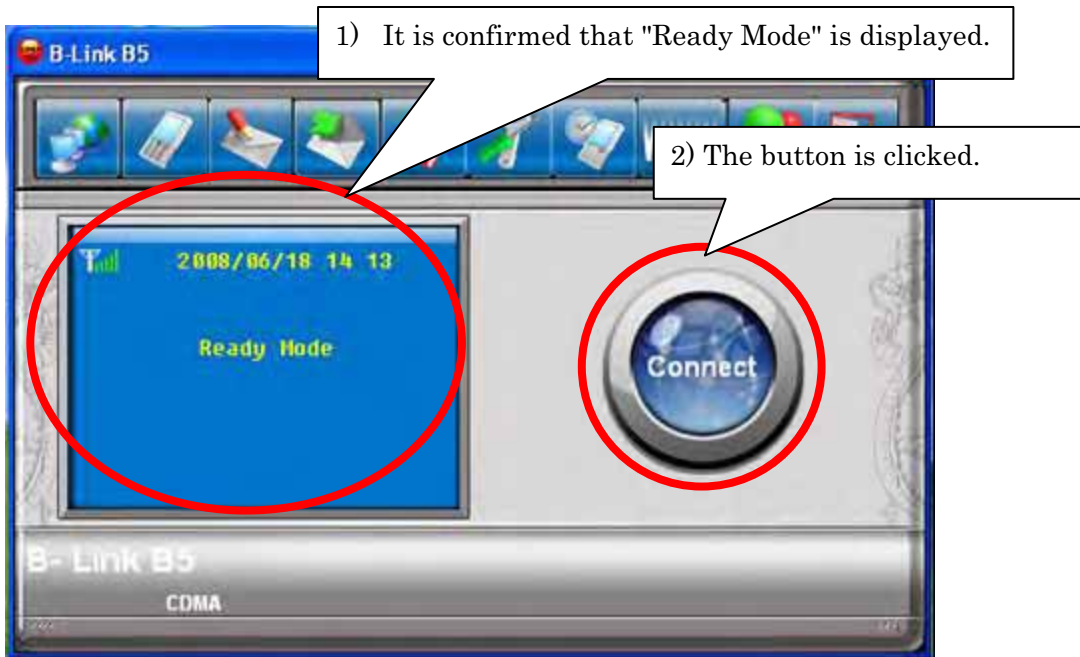 B-Link B5
1) It is confirmed that "Ready Mode" is displayed.
2) The button is clicked.
2008/06/18 14 13
Ready Mode
Connect
B- Link B5
CDMA